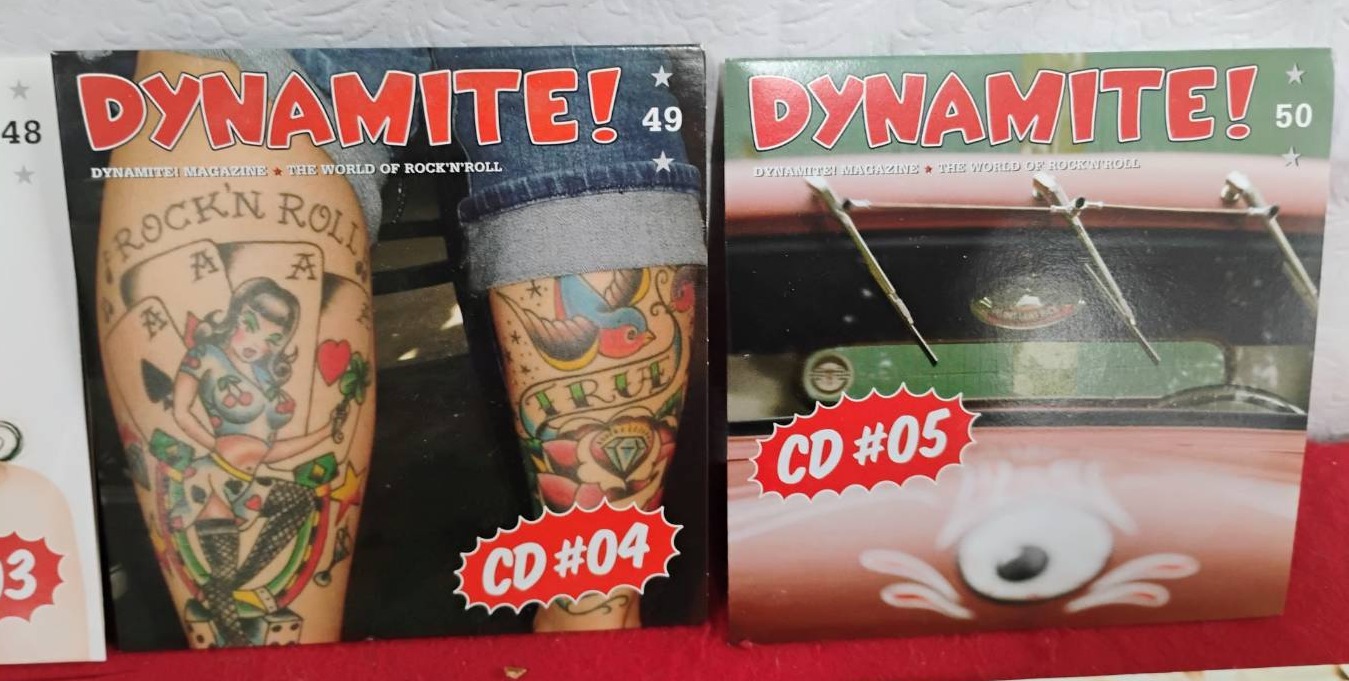 48
03
DYNAMITE!
49
DYNAMITE! MAGAZINE ★ THE WORLD OF ROCK'N'ROLL
ROCK'N ROLL
A A
A
TRUE
CD #04
DYNAMITE!
50
DYNAMITE! MAGAZINE ★ THE WORLD OF ROCK'N'ROLL
CD #05